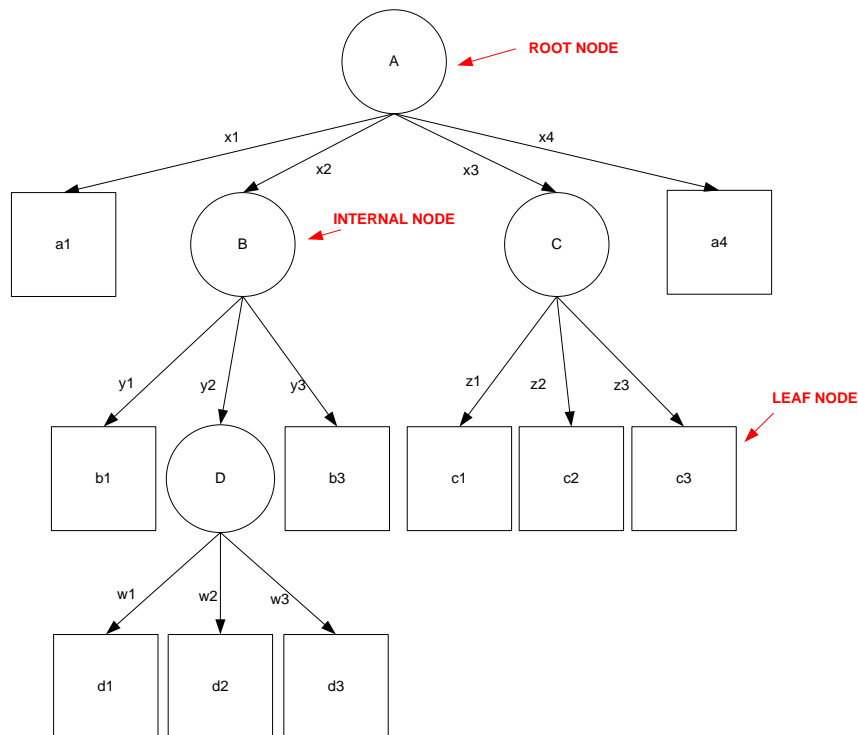 ROOT NODE
A
x1
x2
x3
x4
a1
B
INTERNAL NODE
C
a4
y1
y2
y3
z1
z2
z3
LEAF NODE
b1
D
b3
c1
c2
c3
w1
w2
w3
d1
d2
d3